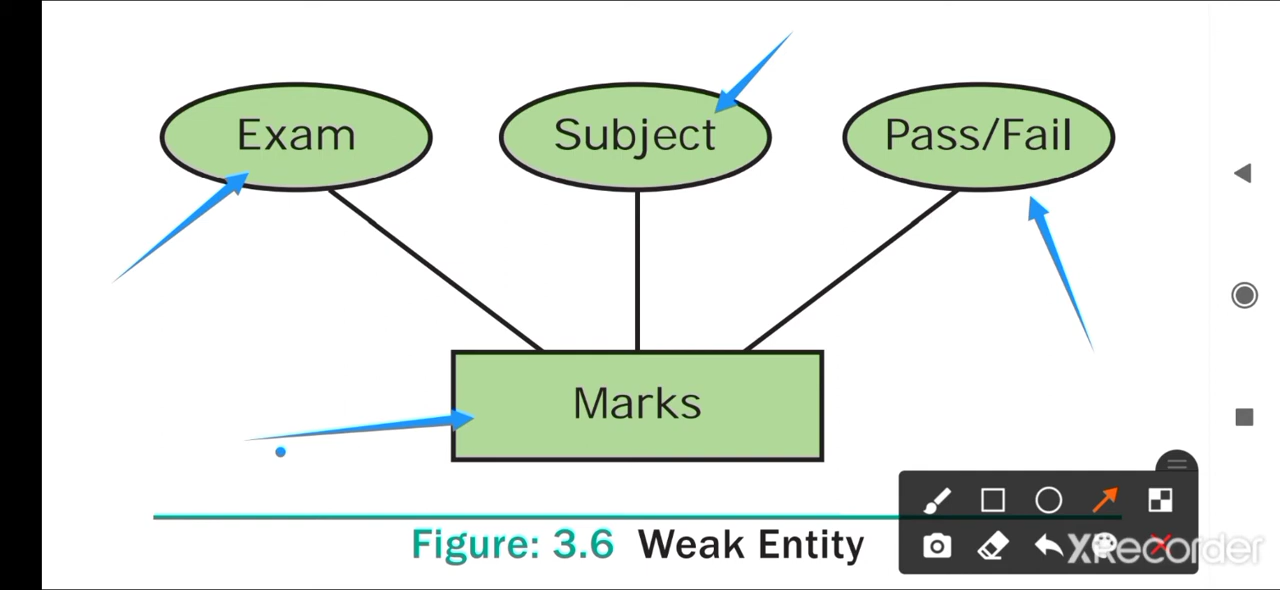 Exam
Subject
Pass/Fail
Marks
Figure: 3.6 Weak Entity
XRecorder